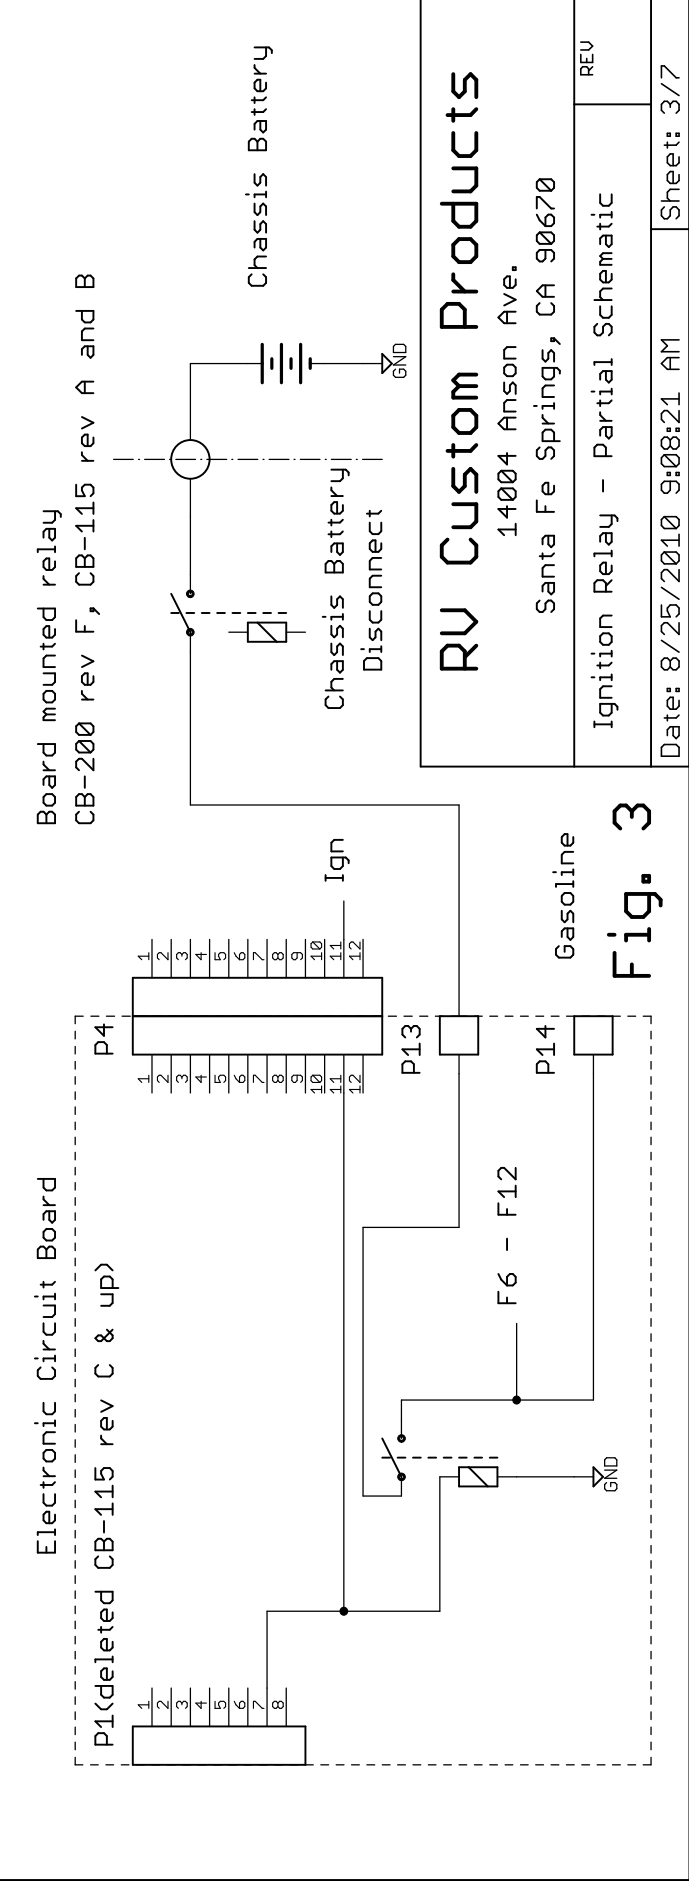 Board mounted relay
CB-200 rev F, CB-115 rev A and B
Electronic Circuit Board
P1(deleted CB-115 rev C & up)
1
2
3
4
5
6
7
8
P4
1
2
3
4
5
6
7
8
9
10
11
12
1
2
3
4
5
6
7
8
9
10
11
12
Ign
P13
P14
F6 - F12
GND
Chassis Battery
Disconnect
Chassis Battery
GND
Gasoline
Fig. 3
RV Custom Products
14004 Anson Ave.
Santa Fe Springs, CA 90670
Ignition Relay - Partial Schematic
REV
Date: 8/25/2010 9:08:21 AM
Sheet: 3/7